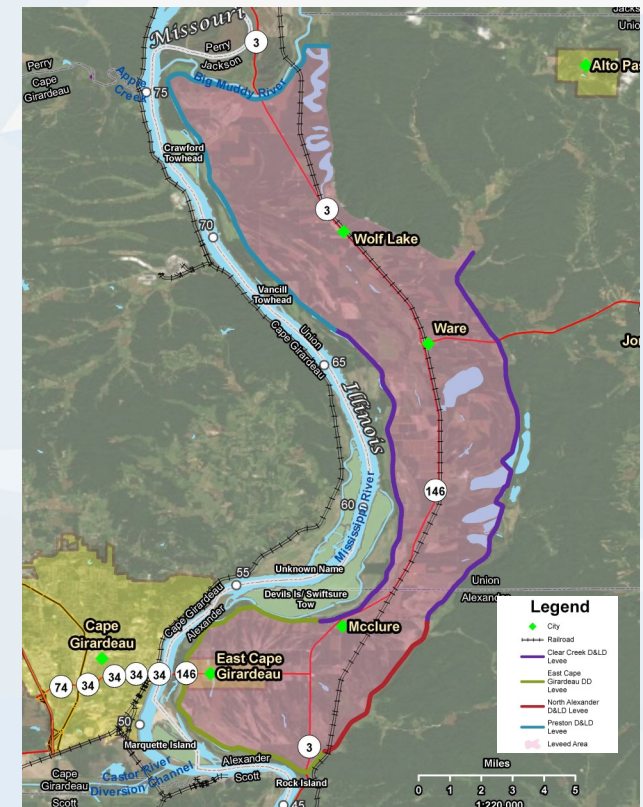 Missouri
Jacks
Unio
3
Perry
Jackson
Perry
Cape
Girardeau
Apple
Creek
75
Big Muddy River
Alto Pas
Crawford
Towhead
3
70
Wolf Lake
Vancill
Towhead
Union
Cape Girardeau
Ware
Jo
65
Illinois
146
60
Mississippi River
Unknown Name
55
Devils Is/ Swiftsure
Tow
Union
Alexander
Cape Girardeau
Alexander
Mcclure
Cape
Girardeau
East Cape
Girardeau
74
34
34
34
34
146
50
Marquette Island
3
Alexander
Scott
Castor River
Diversion Channel
Cape
Girardeau
Scott
Rock Island
45
Legend
City
Railroad
Clear Creek D&LD
Levee
East Cape
Girardeau DD
Levee
North Alexander
D&LD Levee
Preston D&LD
Levee
Leveed Area
Miles
0 1 2 3 4 5
1:220,000